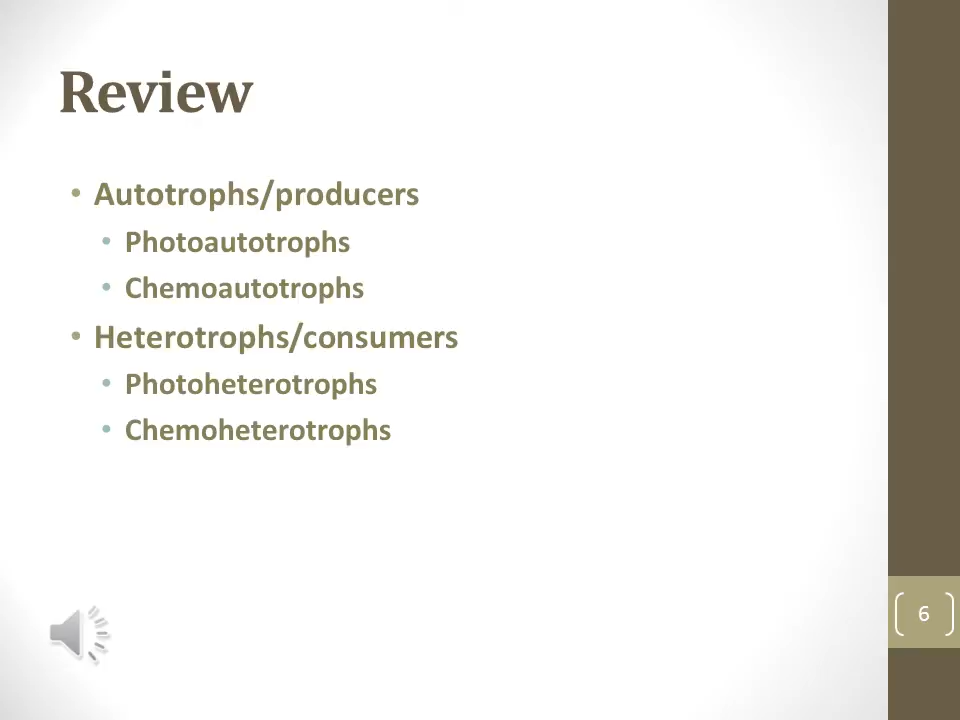 Review
• Autotrophs/producers
• Photoautotrophs
• Chemoautotrophs
• Heterotrophs/consumers
• Photoheterotrophs
• Chemoheterotrophs
6